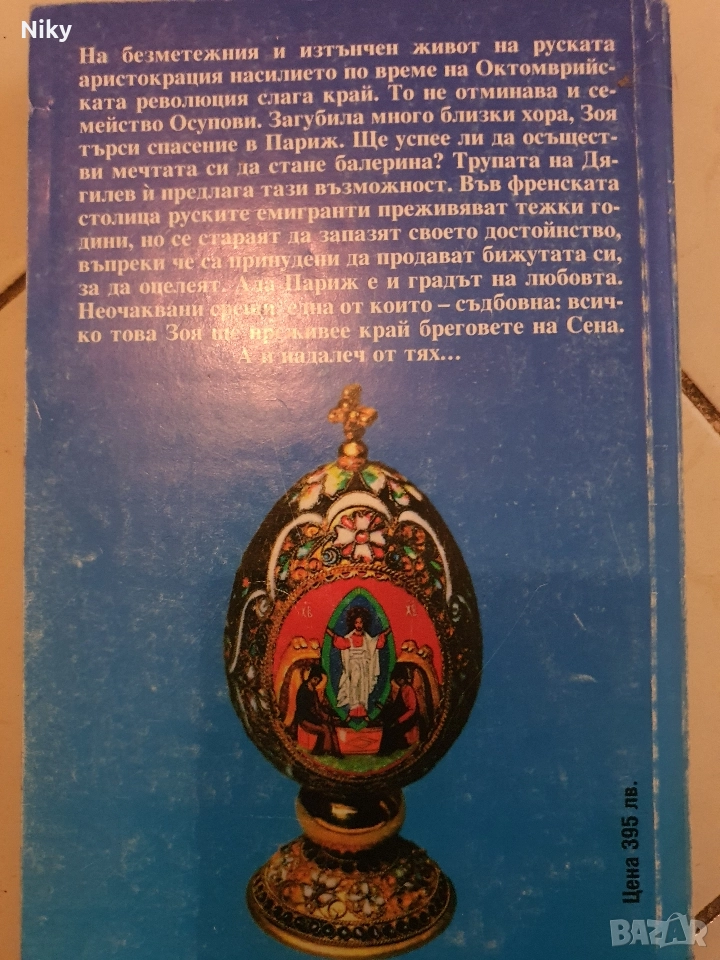 Niky
На безметежния и изтънчен живот на руската
аристокрация насилието по време на Октомврийс-
ката революция слага край. То не отминава и се-
мейство Осупови. Загубила много близки хора, Зоя
търси спасение в Париж. Ще успее ли да осъщест-
ви мечтата си да стане балерина? Трупата на Дя-
гилев ѝ предлага тази възможност. Във френската
столица руските емигранти преживяват тежки го-
дини, но се стараят да запазят своето достойнство,
въпреки че са принудени да продават бижутата си,
за да оцелеят. Ада Париж е и градът на любовта.
Неочаквани срещи, една от които – съдбовна: всич-
ко това Зоя ще преживее край бреговете на Сена.
А и надалеч от тях...
ХВ ХС
Цена 395 лв.
BAZAR